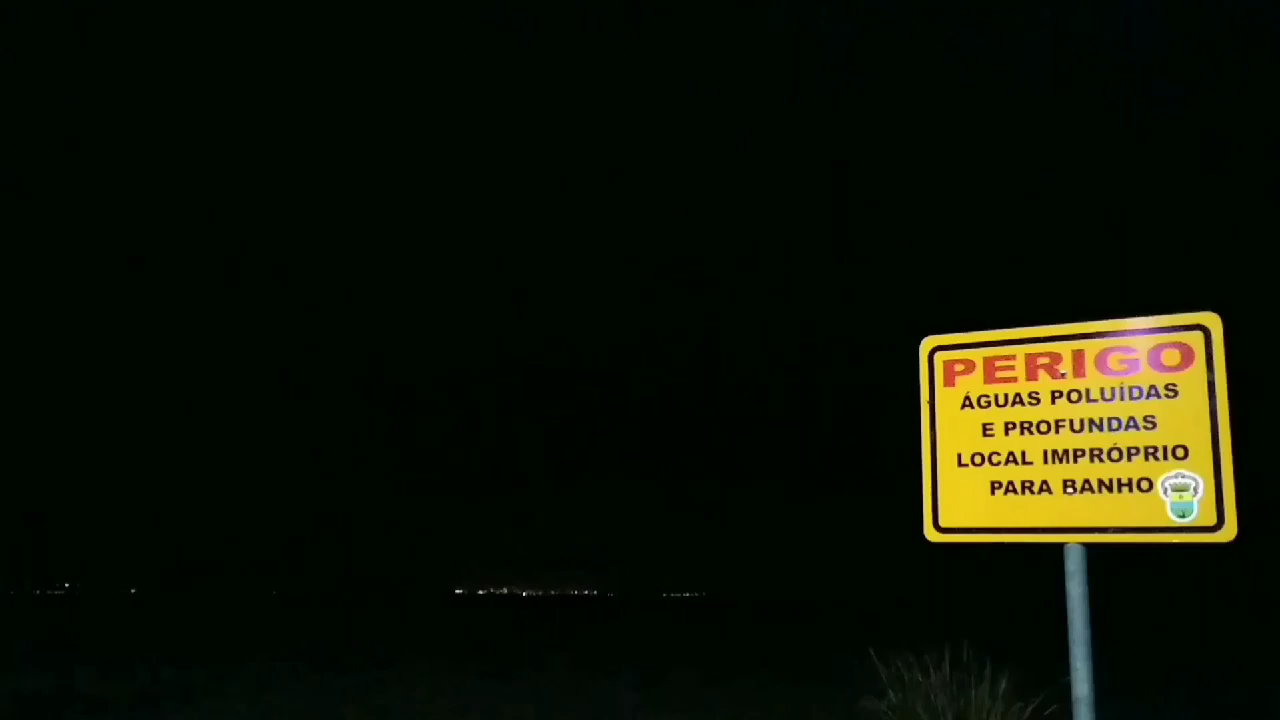 PERIGO
ÁGUAS POLUÍDAS
E PROFUNDAS
LOCAL IMPRÓPRIO
PARA BANHO